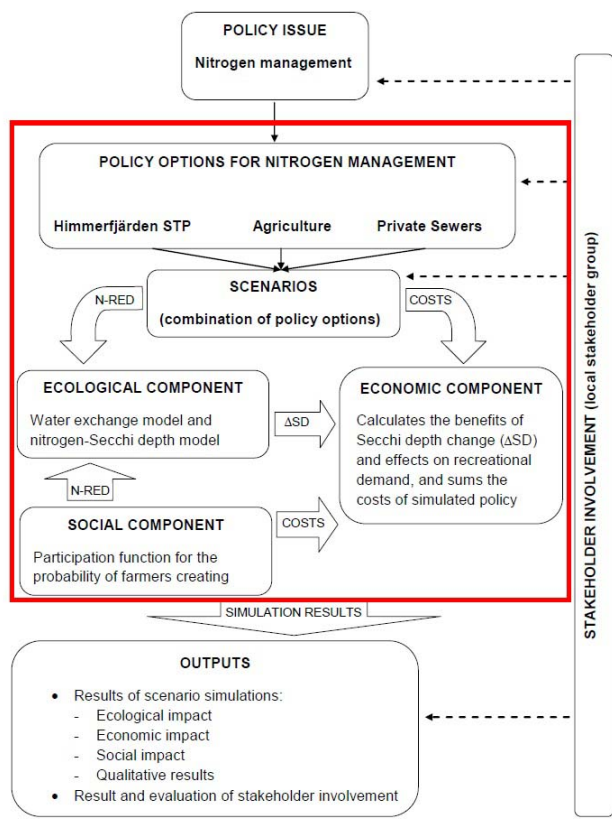 POLICY ISSUE
Nitrogen management
POLICY OPTIONS FOR NITROGEN MANAGEMENT
Himmerfjärden STP Agriculture Private Sewers
SCENARIOS
(combination of policy options)
N-RED
COSTS
ECOLOGICAL COMPONENT
Water exchange model and
nitrogen-Secchi depth model
ΔSD
ECONOMIC COMPONENT
Calculates the benefits of
Secchi depth change (ΔSD)
and effects on recreational
demand, and sums the
costs of simulated policy
N-RED
SOCIAL COMPONENT
Participation function for the
probability of farmers creating
COSTS
SIMULATION RESULTS
OUTPUTS
• Results of scenario simulations:
- Ecological impact
- Economic impact
- Social impact
- Qualitative results
• Result and evaluation of stakeholder involvement
STAKEHOLDER INVOLVEMENT (local stakeholder group)